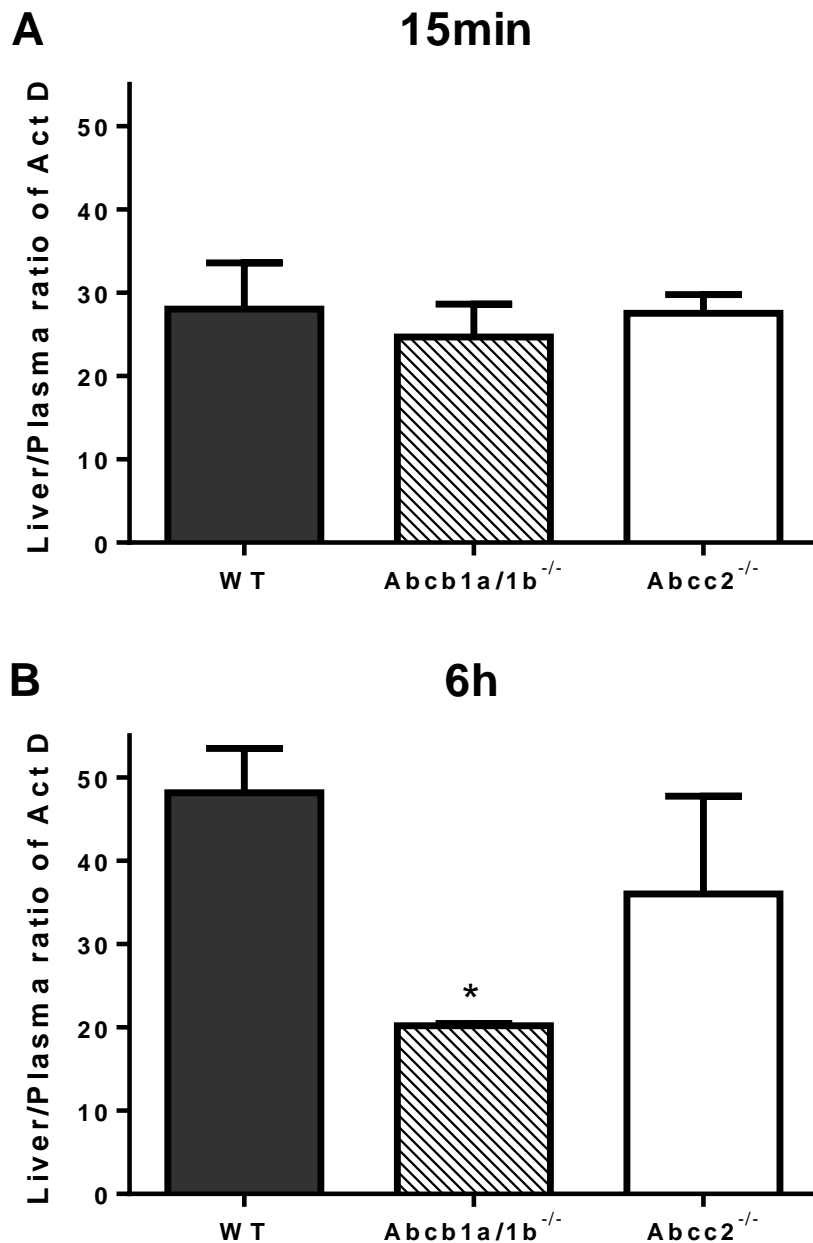 A
15min
Liver/Plasma ratio of Act D
50
40
30
20
10
0
WT
Abcb1a/1b-/-
Abcc2-/-
B
6h
Liver/Plasma ratio of Act D
50
40
30
20
10
0
*
WT
Abcb1a/1b-/-
Abcc2-/-